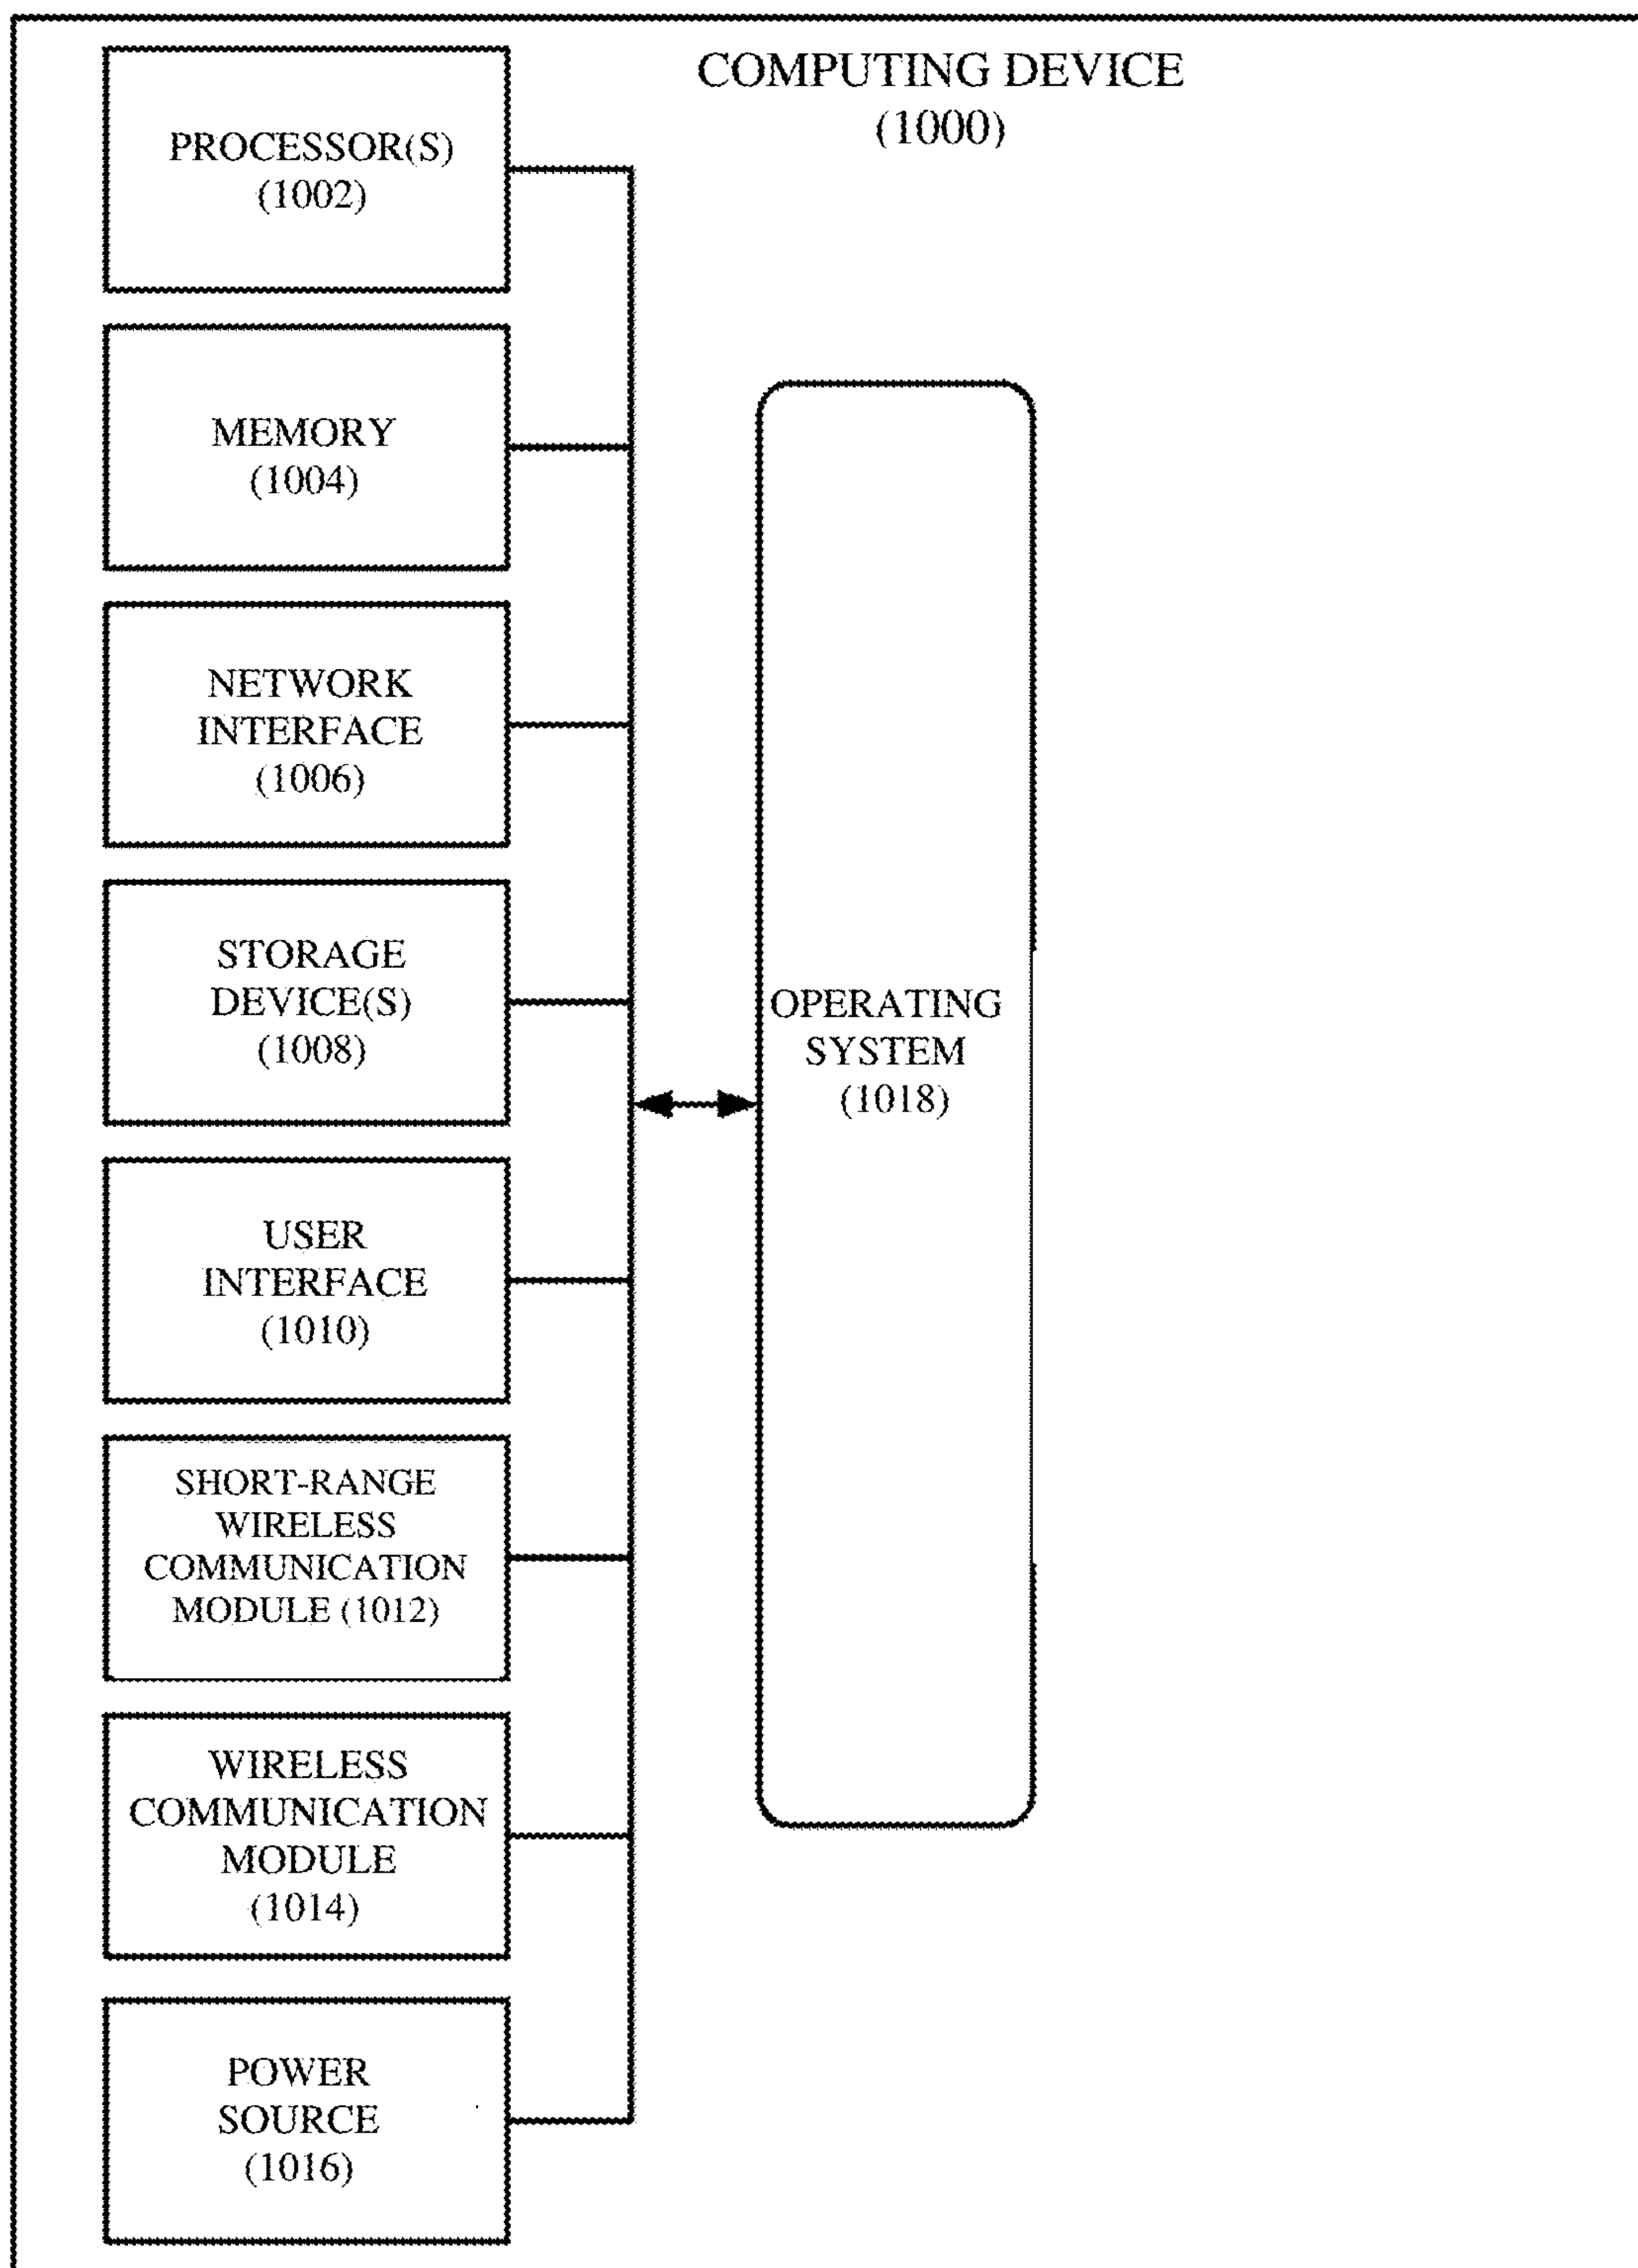 COMPUTING DEVICE
(1000)
PROCESSOR(S)
(1002)
MEMORY
(1004)
NETWORK
INTERFACE
(1006)
STORAGE
DEVICE(S)
(1008)
OPERATING
SYSTEM
(1018)
USER
INTERFACE
(1010)
SHORT-RANGE
WIRELESS
COMMUNICATION
MODULE (1012)
WIRELESS
COMMUNICATION
MODULE
(1014)
POWER
SOURCE
(1016)